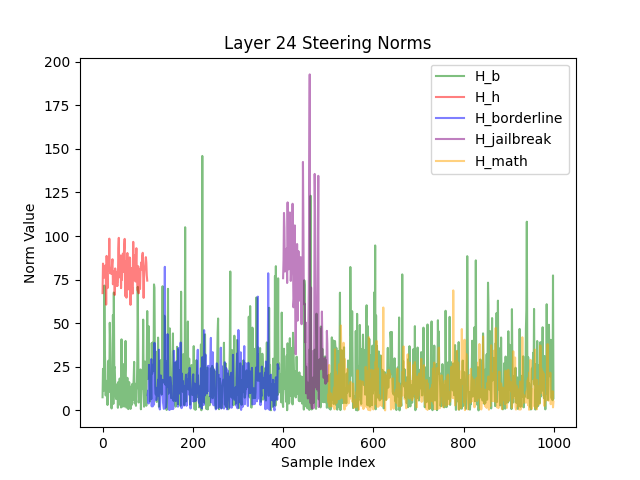 Layer 24 Steering Norms
200
175
150
125
100
75
50
25
0
Norm Value
H_b
H_h
H_borderline
H_jailbreak
H_math
0 200 400 600 800 1000
Sample Index